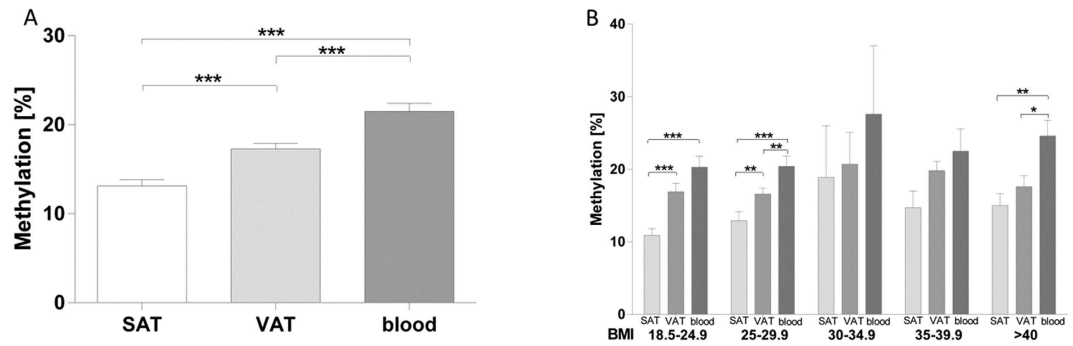 A
Methylation [%]
30
20
10
0
***
***
***
SAT VAT blood
B
Methylation [%]
40
30
20
10
0
***
***
***
**
**
**
*
SAT VAT blood SAT VAT blood SAT VAT blood SAT VAT blood SAT VAT blood
BMI 18.5-24.9 25-29.9 30-34.9 35-39.9 >40